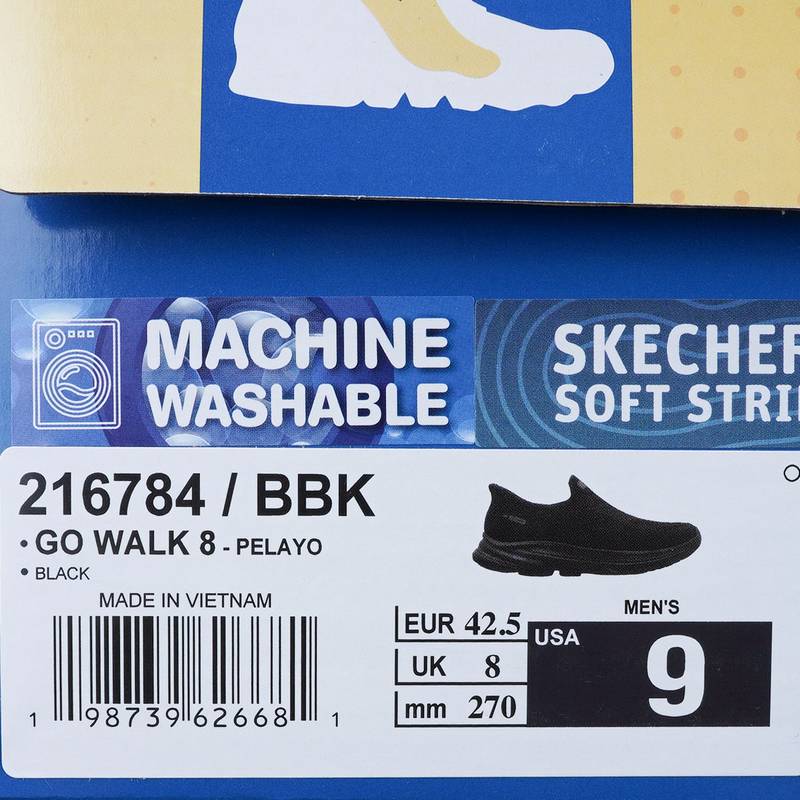 MACHINE
WASHABLE
SKECHER
SOFT STRI
216784 / BBK
• GO WALK 8 - PELAYO
• BLACK
MADE IN VIETNAM
1 98739 62668 1
EUR 42.5
UK 8
mm 270
MEN'S
USA 9